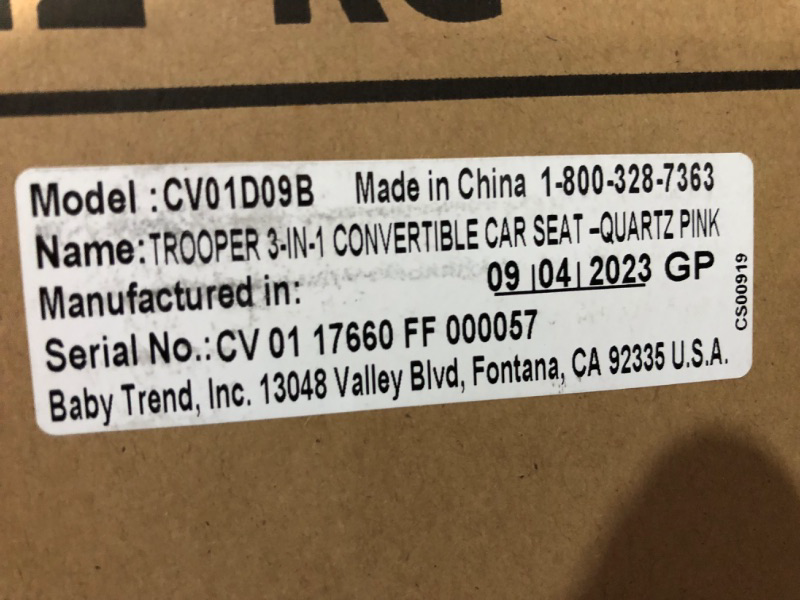 Model :CV01D09B Made in China 1-800-328-7363
Name:TROOPER 3-IN-1 CONVERTIBLE CAR SEAT –QUARTZ PINK
Manufactured in: 09 |04| 2023 GP
Serial No.:CV 01 17660 FF 000057
Baby Trend, Inc. 13048 Valley Blvd, Fontana, CA 92335 U.S.A.
CS00919